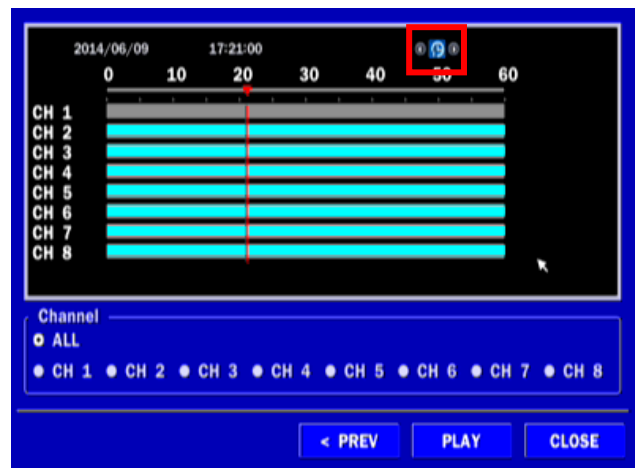 2014/06/09 17:21:00
0 10 20 30 40 50 60
CH 1
CH 2
CH 3
CH 4
CH 5
CH 6
CH 7
CH 8
Channel
ALL
CH 1 CH 2 CH 3 CH 4 CH 5 CH 6 CH 7 CH 8
< PREV PLAY CLOSE